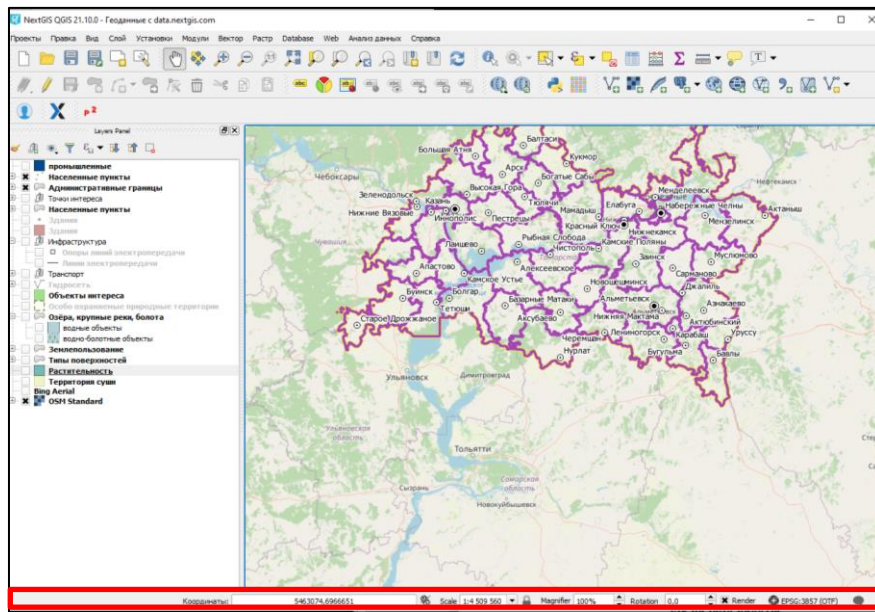 NextGIS QGIS 21.10.0 - Геоданные с data.nextgis.com
Проекты Правка Вид Слой Установки Модули Вектор Растр Database Web Анализ данных Справка
Layers Panel
промышленные
Населенные пункты
Административные границы
Точки интереса
Населенные пункты
Здания
Здания
Инфраструктура
Опоры линий электропередачи
Линии электропередачи
Транспорт
Гидросеть
Объекты интереса
Особо охраняемые природные территории
Озёра, крупные реки, болота
водные объекты
водно-болотные объекты
Землепользование
Типы поверхностей
Растительность
Территория суши
Bing Aerial
OSM Standard
Балтаси
Большая Атня
Кукмор
Чебоксары
Арск
Богатые Сабы
Нефтекамск
Зеленодольск
Высокая Гора
Менделеевск
Казань
Тюлячи
Елабуга
Набережные Челны
Актаныш
Нижние Вязовые
Иннополис
Пестрецы
Мамадыш
Мензелинск
Красный Ключ
Нижнекамск
Рыбная Слобода
Камские Поляны
Лаишево
Чистополь
Заинск
Муслюмово
Апастово
Алексеевское
Сарманово
Камское Устье
Новошешминск
Джалиль
Буинск
Болгар
Базарные Матаки
Альметьевск
Азнакаево
Тетюши
Старое Дрожжаное
Аксубаево
Нижняя Мактама
Актюбинский
Черемшан
Лениногорск
Карабаш
Уруссу
Нурлат
Бугульма
Бавлы
Ульяновск
Димитровград
Ульяновская
область
Тольятти
Самарская
область
Сызрань
Новокуйбышевск
Координаты: 5463074,6966651 Scale 1:4 509 560 Magnifier 100% Rotation 0,0 Render EPSG:3857 (OTF)